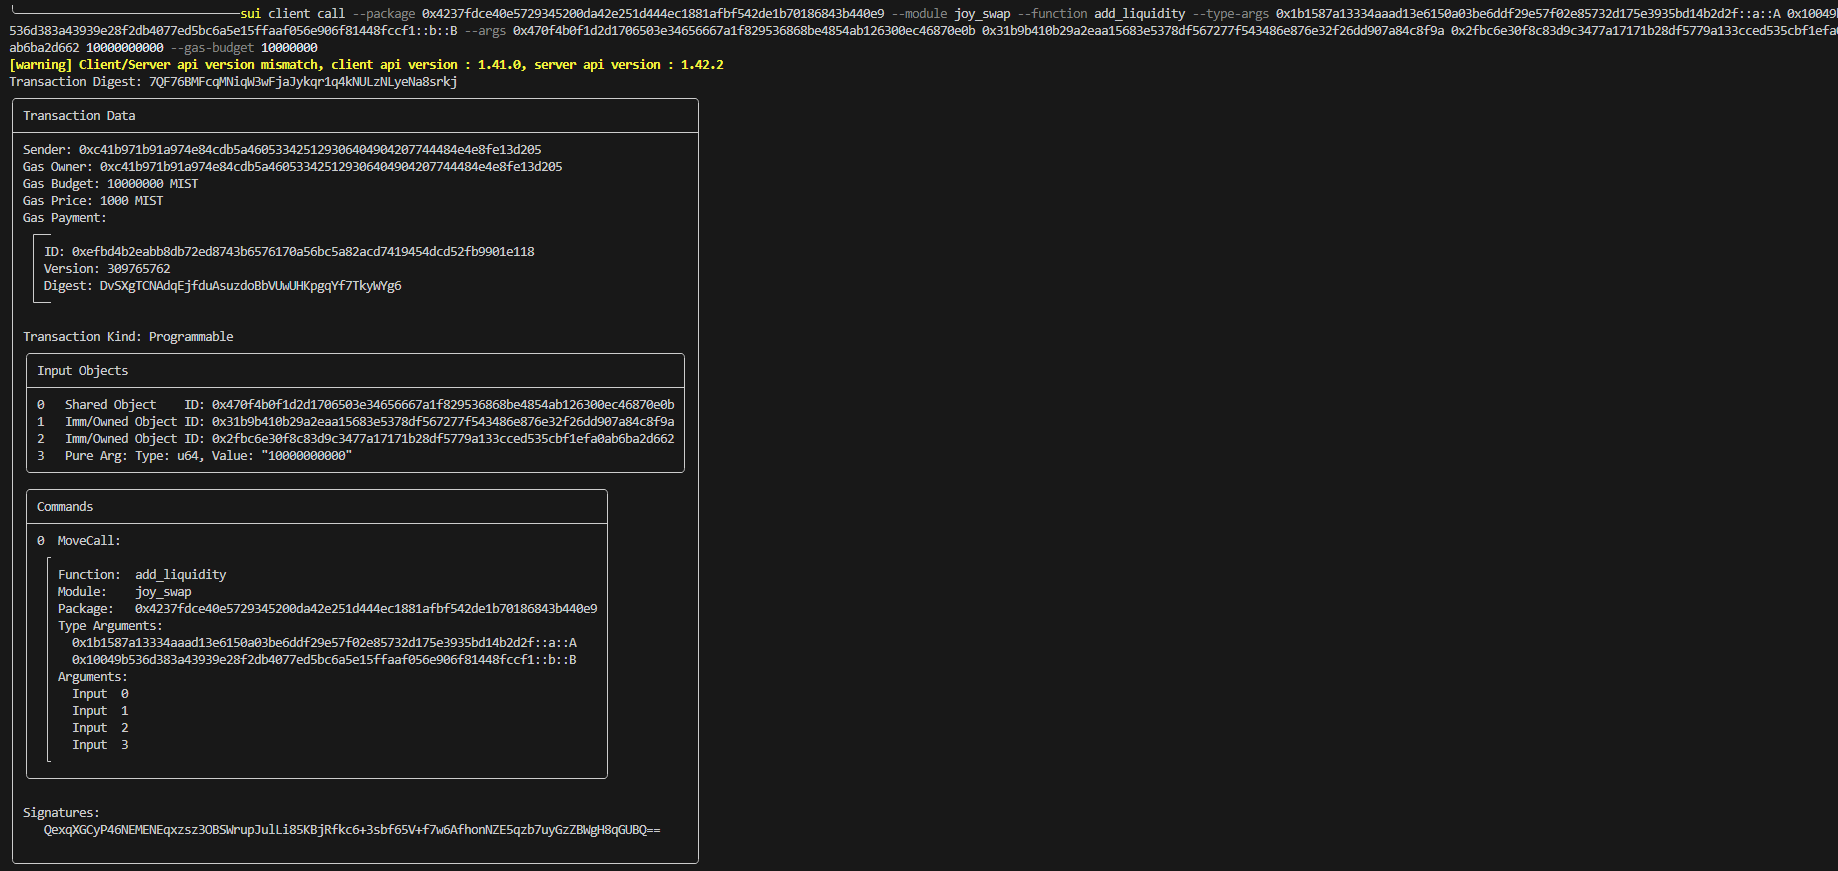 sui client call --package 0x4237fdce40e5729345200da42e251d444ec1881afbf542de1b70186843b440e9 --module joy_swap --function add_liquidity --type-args 0x1b1587a13334aaad13e6150a03be6ddf29e57f02e85732d175e3935bd14b2d2f::a::A 0x10049b
536d383a43939e28f2db4077ed5bc6a5e15ffaaf056e906f81448fccf1::b::B --args 0x470f4b0f1d2d1706503e34656667a1f829536868be4854ab126300ec46870e0b 0x31b9b410b29a2eaa15683e5378df567277f543486e876e32f26dd907a84c8f9a 0x2fbc6e30f8c83d9c3477a17171b28df5779a133cced535cbf1efa0
ab6ba2d662 10000000000 --gas-budget 10000000
[warning] Client/Server api version mismatch, client api version : 1.41.0, server api version : 1.42.2
Transaction Digest: 7QF76BMFcqMNiqW3wFjaJykqr1q4kNULzNLyeNa8srkj
Transaction Data
Sender: 0xc41b971b91a974e84cdb5a460533425129306404904207744484e4e8fe13d205
Gas Owner: 0xc41b971b91a974e84cdb5a460533425129306404904207744484e4e8fe13d205
Gas Budget: 10000000 MIST
Gas Price: 1000 MIST
Gas Payment:
ID: 0xefbd4b2eabb8db72ed8743b6576170a56bc5a82acd7419454dcd52fb9901e118
Version: 309765762
Digest: DvSXgTCNAdqEjfduAsuzdoBbVUwUHKpgqYf7TkyWYg6
Transaction Kind: Programmable
Input Objects
0 Shared Object ID: 0x470f4b0f1d2d1706503e34656667a1f829536868be4854ab126300ec46870e0b
1 Imm/Owned Object ID: 0x31b9b410b29a2eaa15683e5378df567277f543486e876e32f26dd907a84c8f9a
2 Imm/Owned Object ID: 0x2fbc6e30f8c83d9c3477a17171b28df5779a133cced535cbf1efa0ab6ba2d662
3 Pure Arg: Type: u64, Value: "10000000000"
Commands
0 MoveCall:
Function: add_liquidity
Module: joy_swap
Package: 0x4237fdce40e5729345200da42e251d444ec1881afbf542de1b70186843b440e9
Type Arguments:
0x1b1587a13334aaad13e6150a03be6ddf29e57f02e85732d175e3935bd14b2d2f::a::A
0x10049b536d383a43939e28f2db4077ed5bc6a5e15ffaaf056e906f81448fccf1::b::B
Arguments:
Input 0
Input 1
Input 2
Input 3
Signatures:
QexqXGCyP46NEMENEqxzsz3OBSWrupJulLi85KBjRfkc6+3sbf65V+f7w6AfhonNZE5qzb7uyGzZBWgH8qGUBQ==